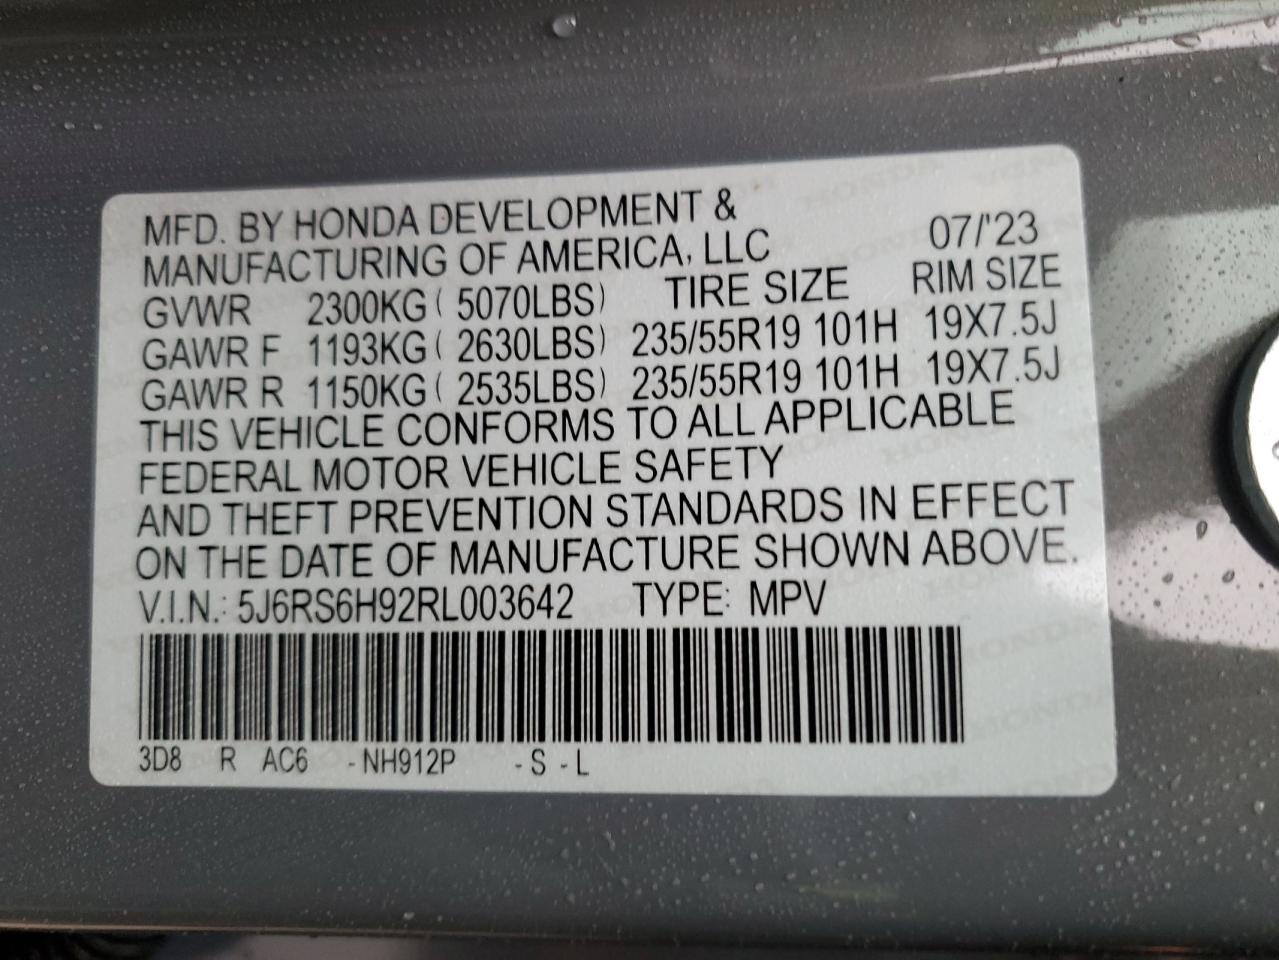 MFD. BY HONDA DEVELOPMENT &
MANUFACTURING OF AMERICA, LLC 07/'23
GVWR 2300KG ( 5070LBS) TIRE SIZE RIM SIZE
GAWR F 1193KG ( 2630LBS) 235/55R19 101H 19X7.5J
GAWR R 1150KG ( 2535LBS) 235/55R19 101H 19X7.5J
THIS VEHICLE CONFORMS TO ALL APPLICABLE
FEDERAL MOTOR VEHICLE SAFETY
AND THEFT PREVENTION STANDARDS IN EFFECT
ON THE DATE OF MANUFACTURE SHOWN ABOVE.
V.I.N.: 5J6RS6H92RL003642 TYPE: MPV
3D8 R AC6 -NH912P -S -L